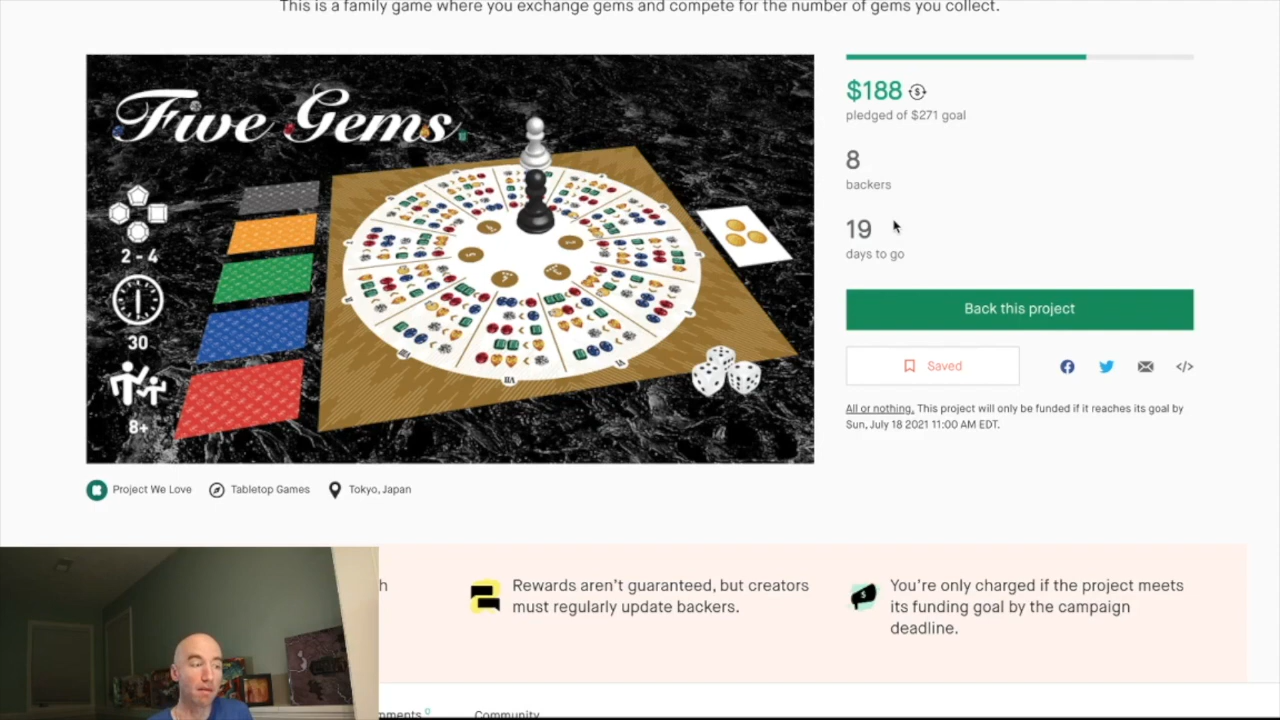 This is a family game where you exchange gems and compete for the number of gems you collect.
Five Gems
2 - 4
30
8+
$188
pledged of $271 goal
8
backers
19
days to go
Back this project
Saved
All or nothing. This project will only be funded if it reaches its goal by
Sun, July 18 2021 11:00 AM EDT.
Project We Love
Tabletop Games
Tokyo, Japan
h
Rewards aren't guaranteed, but creators
must regularly update backers.
You're only charged if the project meets
its funding goal by the campaign
deadline.
mments 0
Community